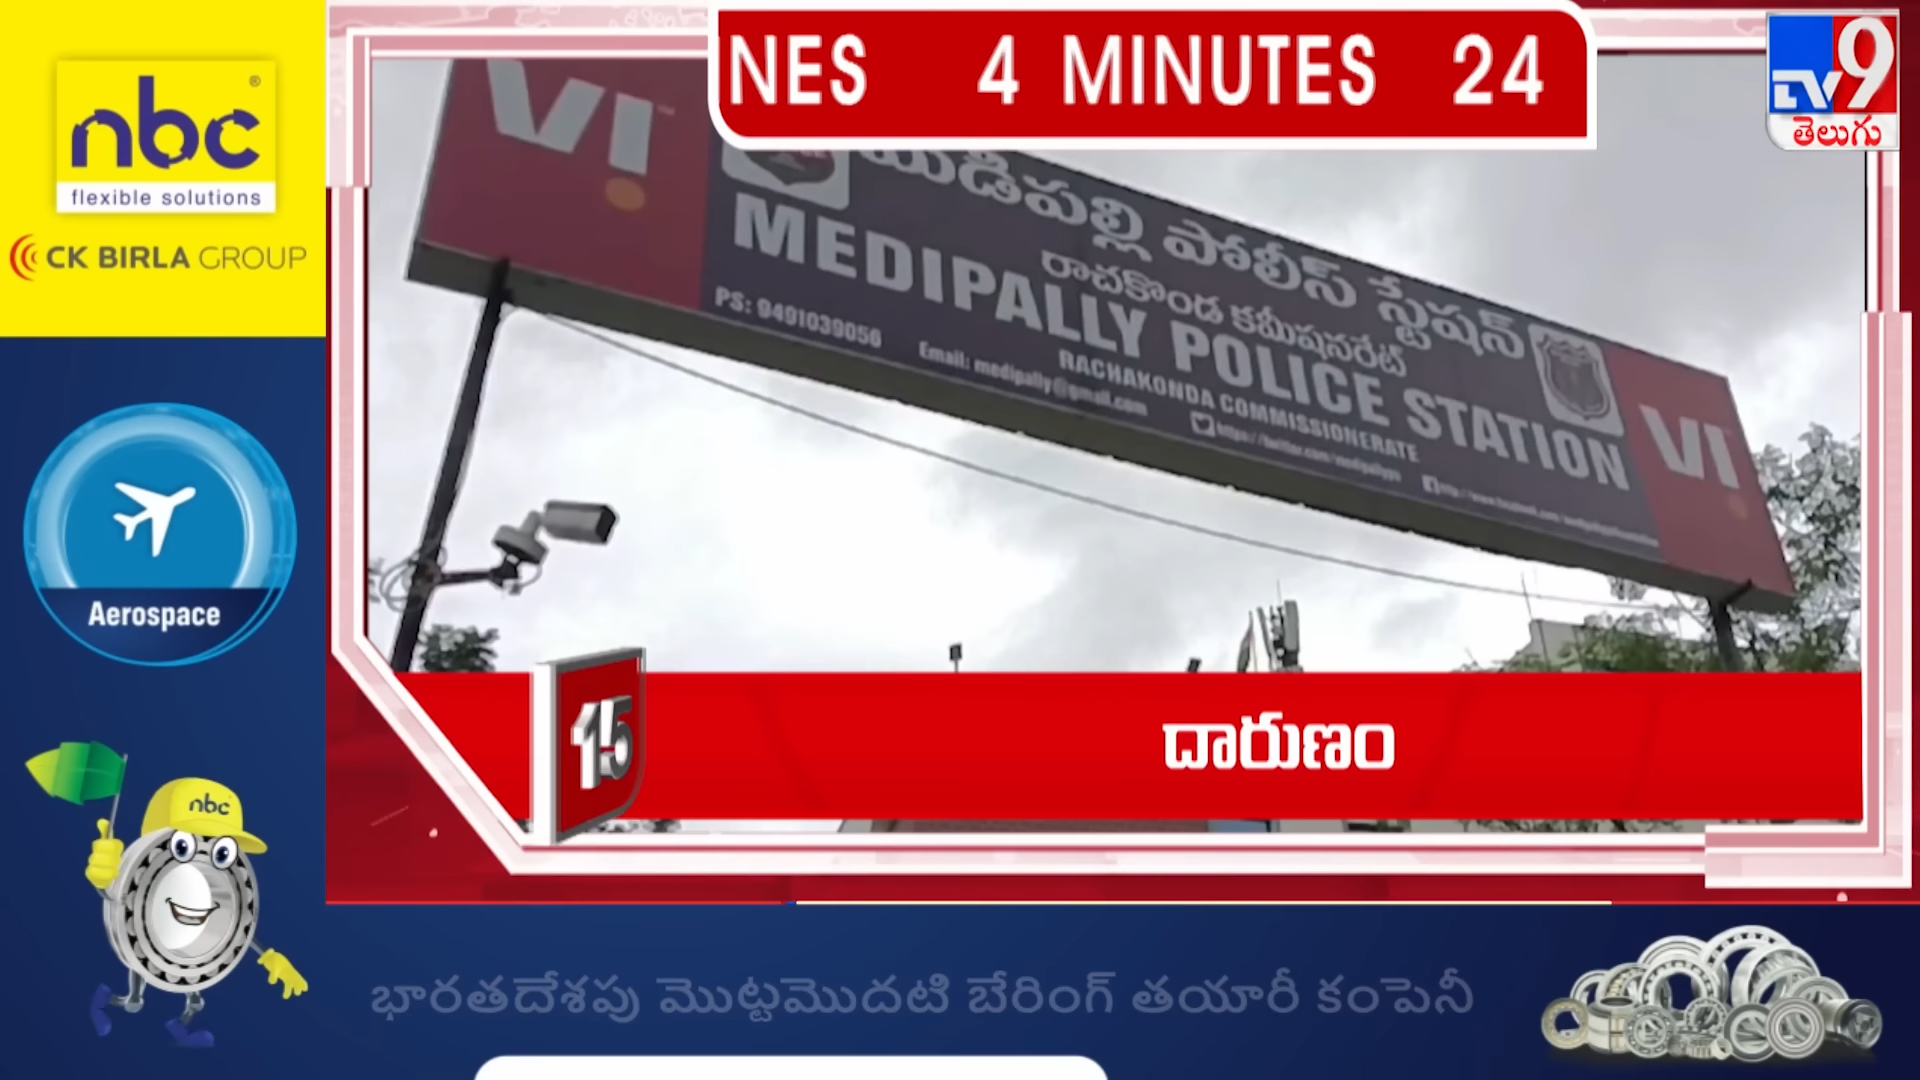 NES 4 MINUTES 24
TV9
తెలుగు
nbc
®
flexible solutions
CK BIRLA GROUP
Aerospace
nbc
VI
మేడిపల్లి పోలీస్ స్టేషన్
రాచకొండ కమీషనరేట్
MEDIPALLY POLICE STATION
RACHAKONDA COMMISSIONERATE
PS: 9491039056
Email: medipally@gmail.com
VI
15
దారుణం
భారతదేశపు మొట్టమొదటి బేరింగ్ తయారీ కంపెనీ